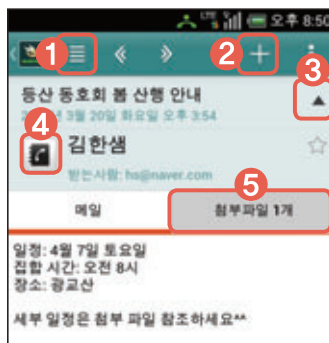 LTE 오후 8:50
1 2
등산 동호회 봄 산행 안내 3
년 3월 20일 화요일 오후 3:54
4 김한샘
받는사람: hs@naver.com
5
메일 첨부파일 1개
일정: 4월 7일 토요일
집합 시간: 오전 8시
장소: 광교산
세부 일정은 첨부 파일 참조하세요^^